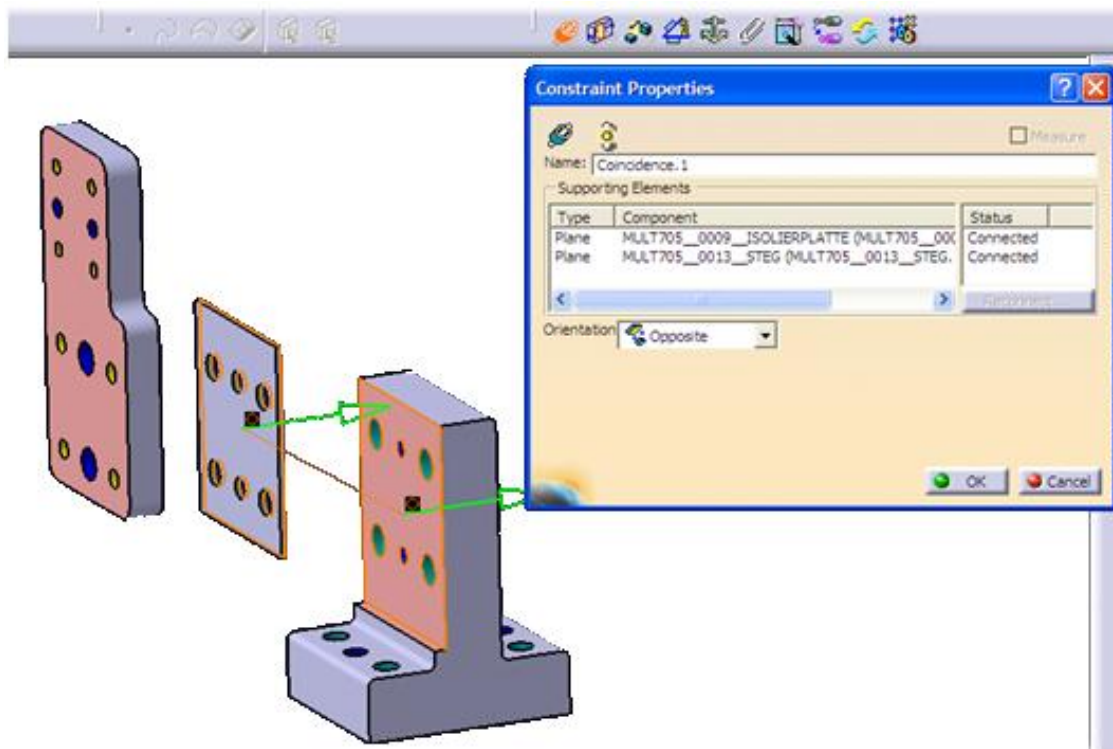 Constraint Properties
Measure
Name: Coincidence.1
Supporting Elements
Type Component Status
Plane MULT705__0009__ISOLIERPLATTE (MULT705__00 Connected
Plane MULT705__0013__STEG (MULT705__0013__STEG. Connected
Orientation Opposite
OK Cancel